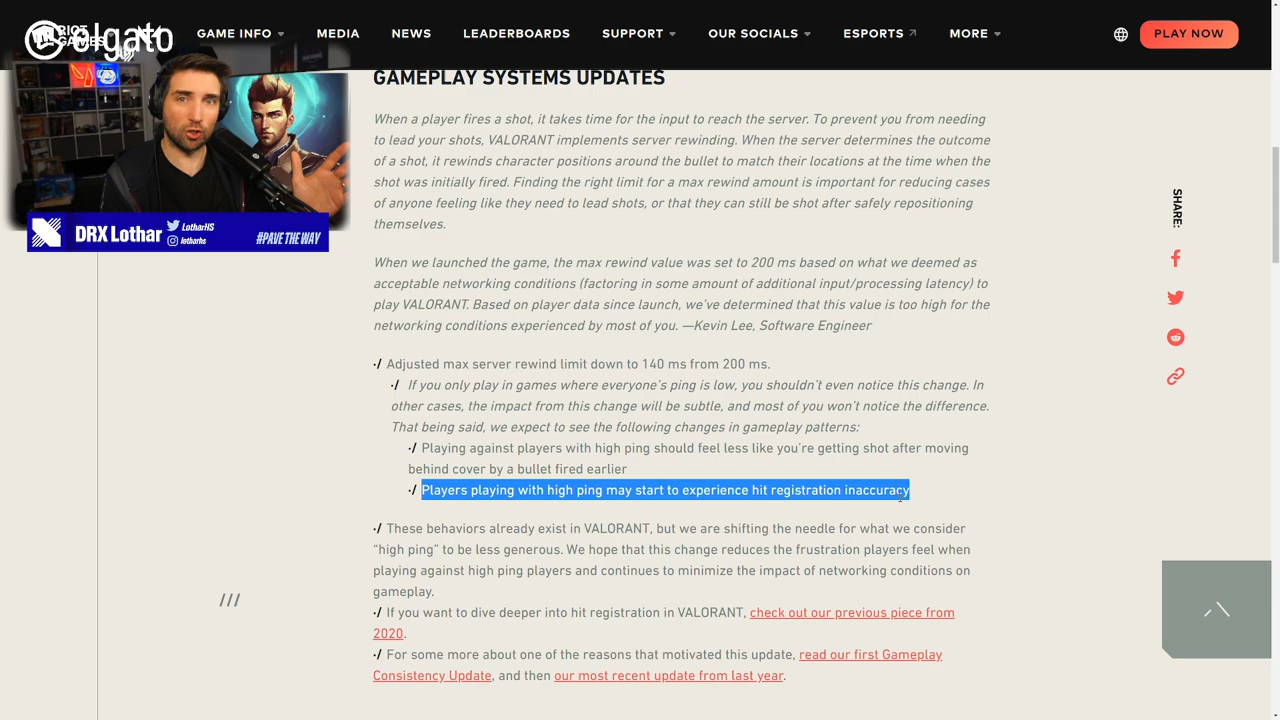 RIOT GAMES
elgato
GAME INFO
MEDIA
NEWS
LEADERBOARDS
SUPPORT
OUR SOCIALS
ESPORTS
MORE
PLAY NOW
GAMEPLAY SYSTEMS UPDATES
When a player fires a shot, it takes time for the input to reach the server. To prevent you from needing
to lead your shots, VALORANT implements server rewinding. When the server determines the outcome
of a shot, it rewinds character positions around the bullet to match their locations at the time when the
shot was initially fired. Finding the right limit for a max rewind amount is important for reducing cases
of anyone feeling like they need to lead shots, or that they can still be shot after safely repositioning
themselves.
DRX Lothar
LotharHS
lotharhs
#PAVE THE WAY
When we launched the game, the max rewind value was set to 200 ms based on what we deemed as
acceptable networking conditions (factoring in some amount of additional input/processing latency) to
play VALORANT. Based on player data since launch, we've determined that this value is too high for the
networking conditions experienced by most of you. —Kevin Lee, Software Engineer
·/ Adjusted max server rewind limit down to 140 ms from 200 ms.
·/ If you only play in games where everyone's ping is low, you shouldn't even notice this change. In
other cases, the impact from this change will be subtle, and most of you won't notice the difference.
That being said, we expect to see the following changes in gameplay patterns:
·/ Playing against players with high ping should feel less like you're getting shot after moving
behind cover by a bullet fired earlier
·/ Players playing with high ping may start to experience hit registration inaccuracy
·/ These behaviors already exist in VALORANT, but we are shifting the needle for what we consider
“high ping” to be less generous. We hope that this change reduces the frustration players feel when
playing against high ping players and continues to minimize the impact of networking conditions on
gameplay.
·/ If you want to dive deeper into hit registration in VALORANT, check out our previous piece from
2020.
·/ For some more about one of the reasons that motivated this update, read our first Gameplay
Consistency Update, and then our most recent update from last year.
SHARE:
///